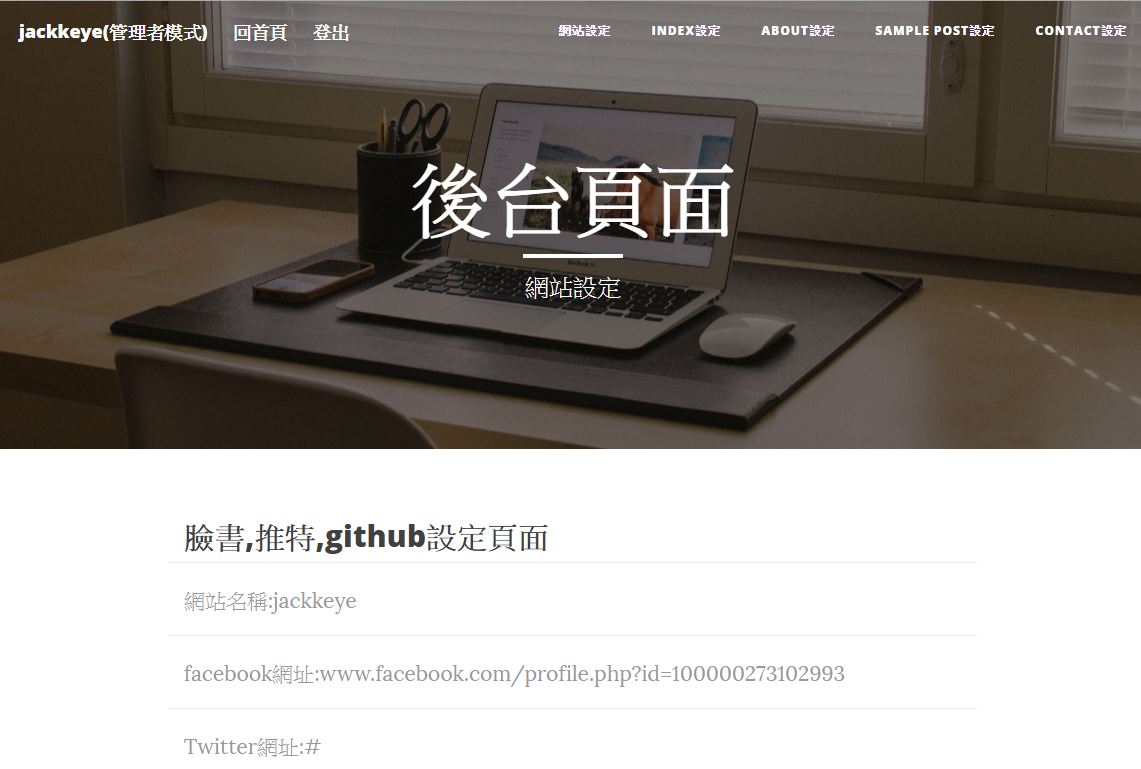 jackkeye(管理者模式) 回首頁 登出 網站設定 INDEX設定 ABOUT設定 SAMPLE POST設定 CONTACT設定
後台頁面
網站設定
臉書,推特,github設定頁面
網站名稱:jackkeye
facebook網址:www.facebook.com/profile.php?id=100000273102993
Twitter網址:#